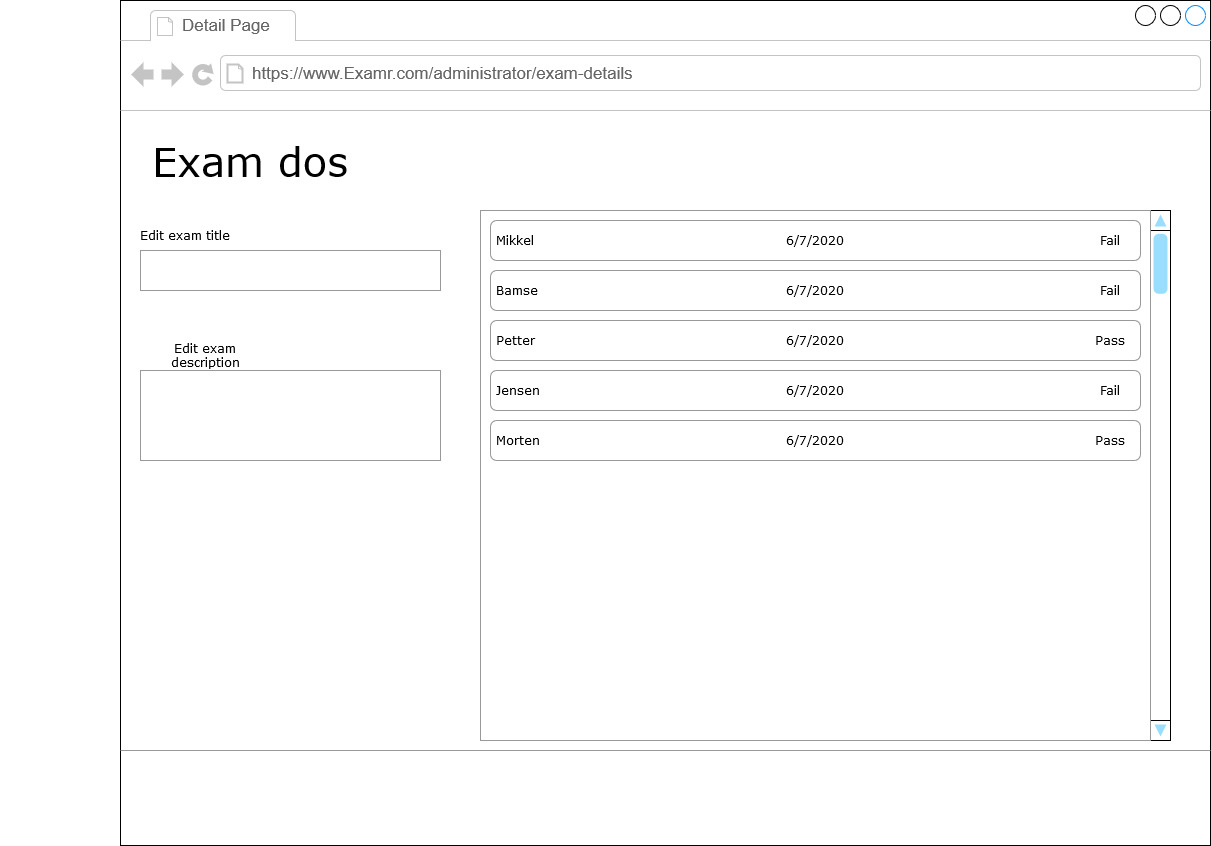 Detail Page
https://www.Examr.com/administrator/exam-details
Exam dos
Edit exam title
Edit exam
description
Mikkel 6/7/2020 Fail
Bamse 6/7/2020 Fail
Petter 6/7/2020 Pass
Jensen 6/7/2020 Fail
Morten 6/7/2020 Pass